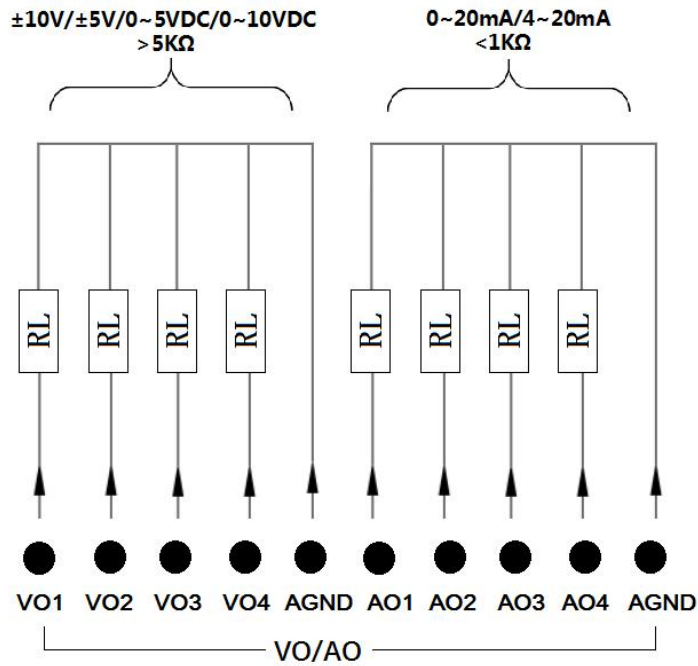 ±10V/±5V/0~5VDC/0~10VDC
>5KΩ
0~20mA/4~20mA
<1KΩ
RL RL RL RL RL RL RL RL
VO1 VO2 VO3 VO4 AGND AO1 AO2 AO3 AO4 AGND
VO/AO